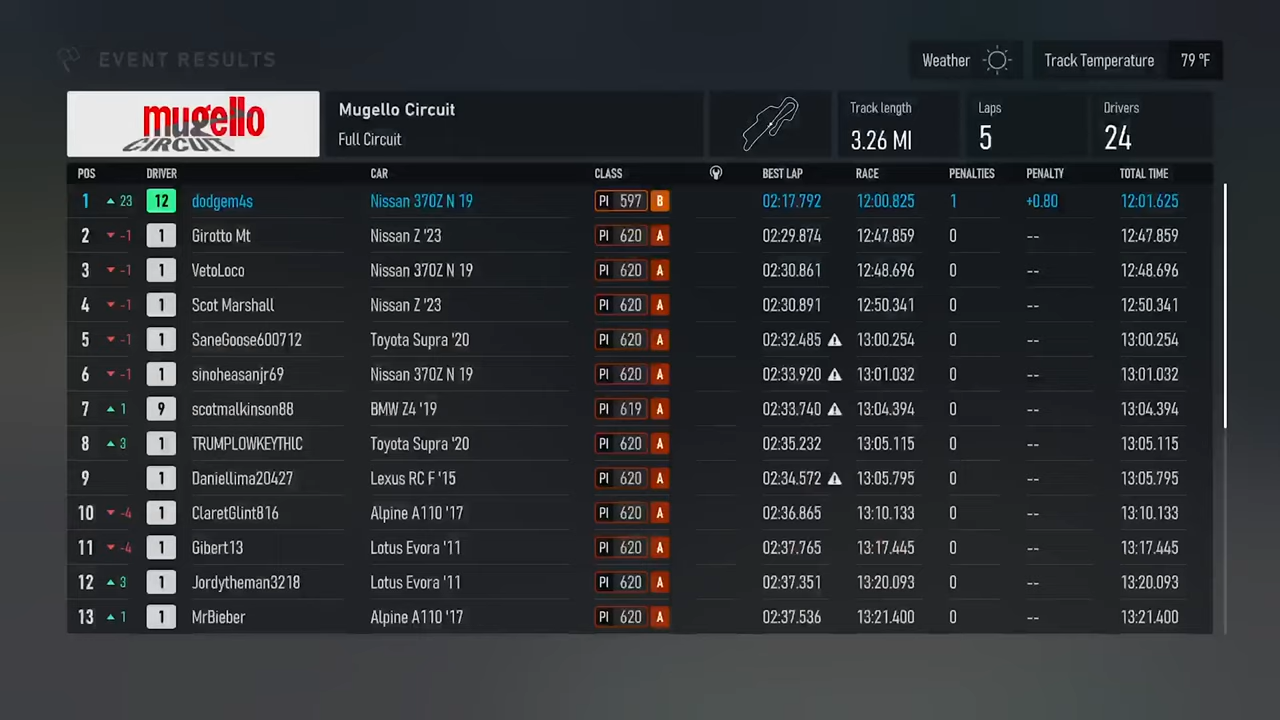 EVENT RESULTS
Weather
Track Temperature 79 °F
mugello
CIRCUIT
Mugello Circuit
Full Circuit
Track length
3.26 MI
Laps
5
Drivers
24
POS DRIVER CAR CLASS BEST LAP RACE PENALTIES PENALTY TOTAL TIME
1 23 12 dodgem4s Nissan 370Z N 19 PI 597 B 02:17.792 12:00.825 1 +0.80 12:01.625
2 -1 1 Girotto Mt Nissan Z '23 PI 620 A 02:29.874 12:47.859 0 -- 12:47.859
3 -1 1 VetoLoco Nissan 370Z N 19 PI 620 A 02:30.861 12:48.696 0 -- 12:48.696
4 -1 1 Scot Marshall Nissan Z '23 PI 620 A 02:30.891 12:50.341 0 -- 12:50.341
5 -1 1 SaneGoose600712 Toyota Supra '20 PI 620 A 02:32.485 13:00.254 0 -- 13:00.254
6 -1 1 sinoheasanjr69 Nissan 370Z N 19 PI 620 A 02:33.920 13:01.032 0 -- 13:01.032
7 1 9 scotmalkinson88 BMW Z4 '19 PI 619 A 02:33.740 13:04.394 0 -- 13:04.394
8 3 1 TRUMPLOWKEYTHIC Toyota Supra '20 PI 620 A 02:35.232 13:05.115 0 -- 13:05.115
9 1 Daniellima20427 Lexus RC F '15 PI 620 A 02:34.572 13:05.795 0 -- 13:05.795
10 -4 1 ClaretGlint816 Alpine A110 '17 PI 620 A 02:36.865 13:10.133 0 -- 13:10.133
11 -4 1 Gibert13 Lotus Evora '11 PI 620 A 02:37.765 13:17.445 0 -- 13:17.445
12 3 1 Jordytheman3218 Lotus Evora '11 PI 620 A 02:37.351 13:20.093 0 -- 13:20.093
13 1 1 MrBieber Alpine A110 '17 PI 620 A 02:37.536 13:21.400 0 -- 13:21.400